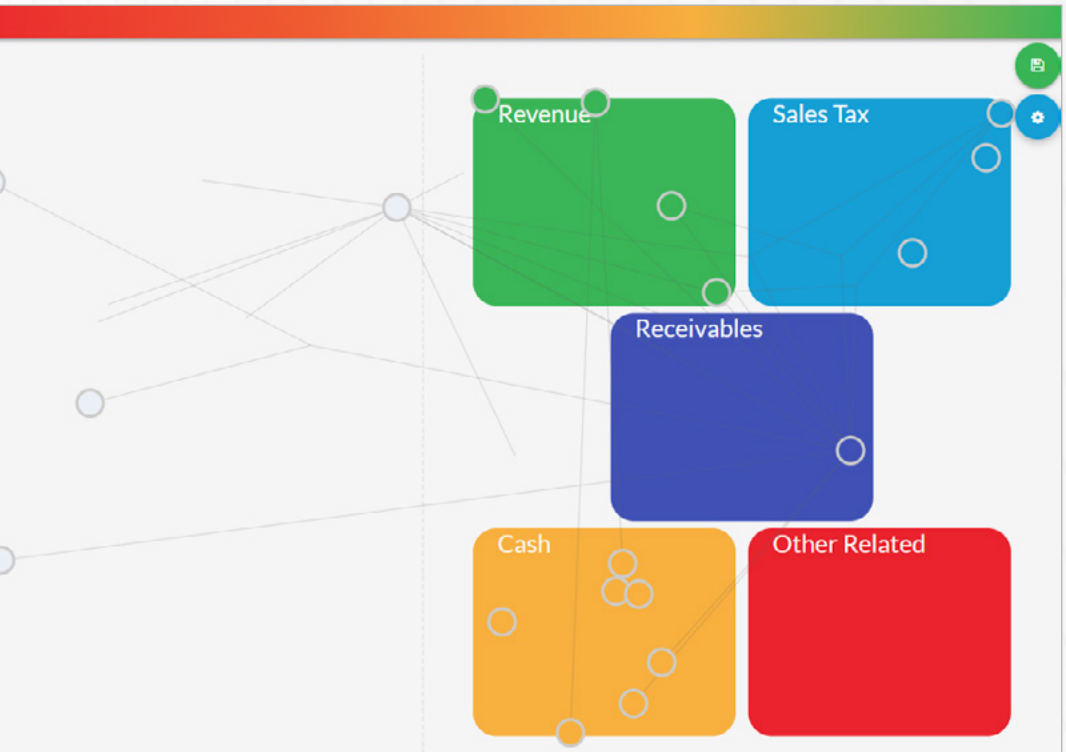 Revenue
Sales Tax
Receivables
Cash
Other Related